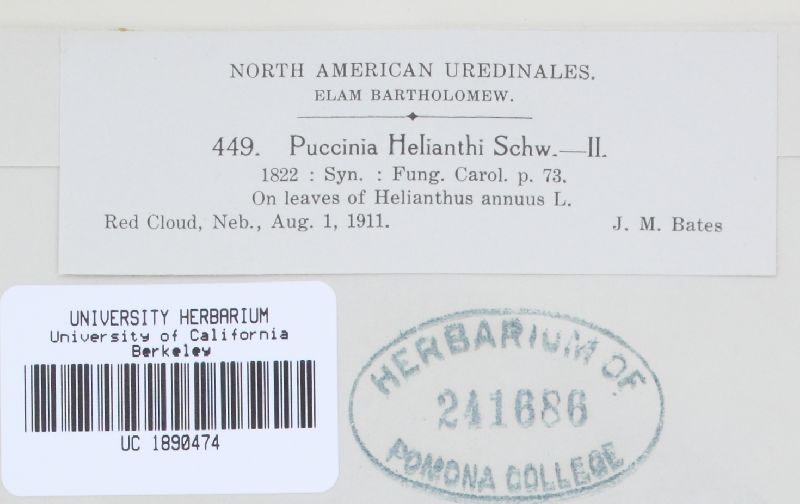 NORTH AMERICAN UREDINALES.
ELAM BARTHOLOMEW.
449. Puccinia Helianthi Schw.—II.
1822 : Syn. : Fung. Carol. p. 73.
On leaves of Helianthus annuus L.
Red Cloud, Neb., Aug. 1, 1911. J. M. Bates
UNIVERSITY HERBARIUM
University of California
Berkeley
UC 1890474
HERBARIUM OF
241686
POMONA COLLEGE